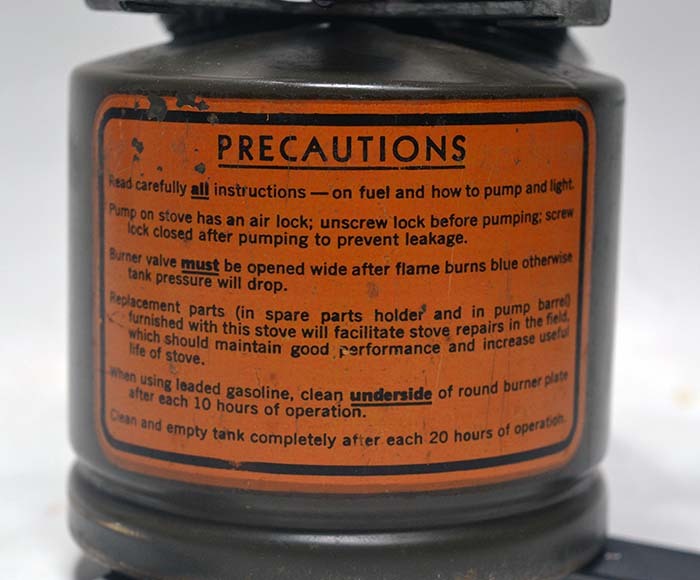 PRECAUTIONS
Read carefully all instructions — on fuel and how to pump and light.
Pump on stove has an air lock; unscrew lock before pumping; screw
lock closed after pumping to prevent leakage.
Burner valve must be opened wide after flame burns blue otherwise
tank pressure will drop.
Replacement parts (in spare parts holder and in pump barrel)
furnished with this stove will facilitate stove repairs in the field,
which should maintain good performance and increase useful
life of stove.
When using leaded gasoline, clean underside of round burner plate
after each 10 hours of operation.
Clean and empty tank completely after each 20 hours of operation.